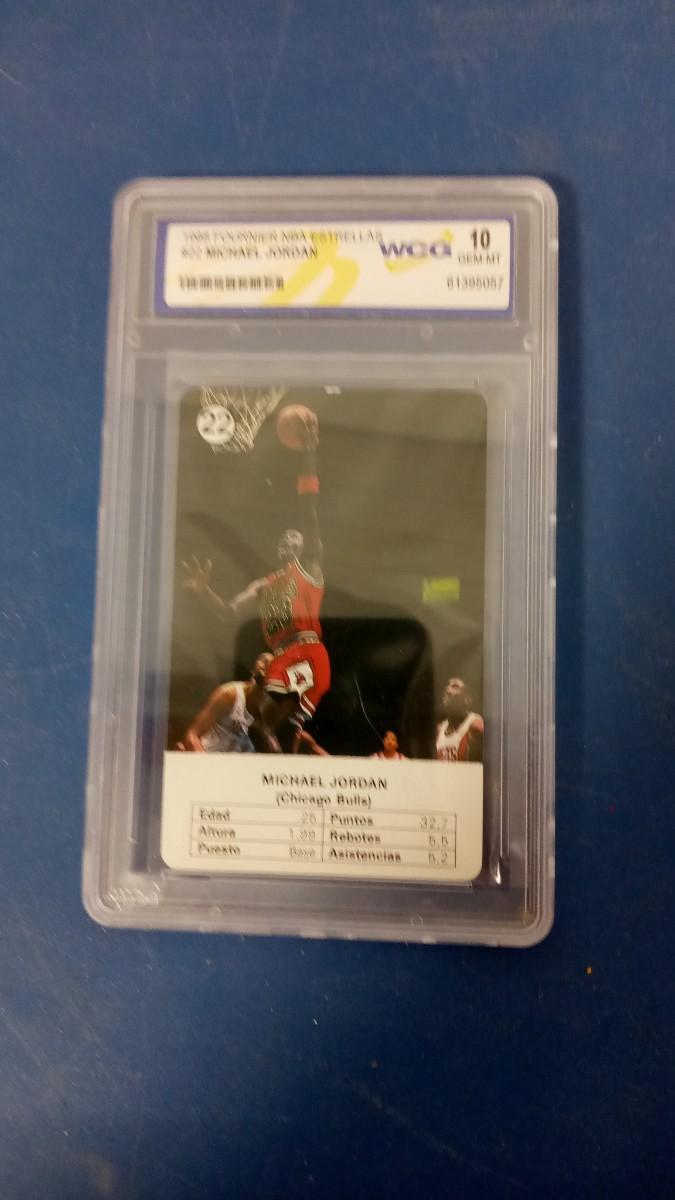 1988 FOURNIER NBA ESTRELLAS
#22 MICHAEL JORDAN
WCG
10
GEM-MT
61395057
22
MICHAEL JORDAN
(Chicago Bulls)
Edad 25 Puntos 32,7
Altura 1,99 Rebotes 5,5
Puesto Base Asistencias 5,2